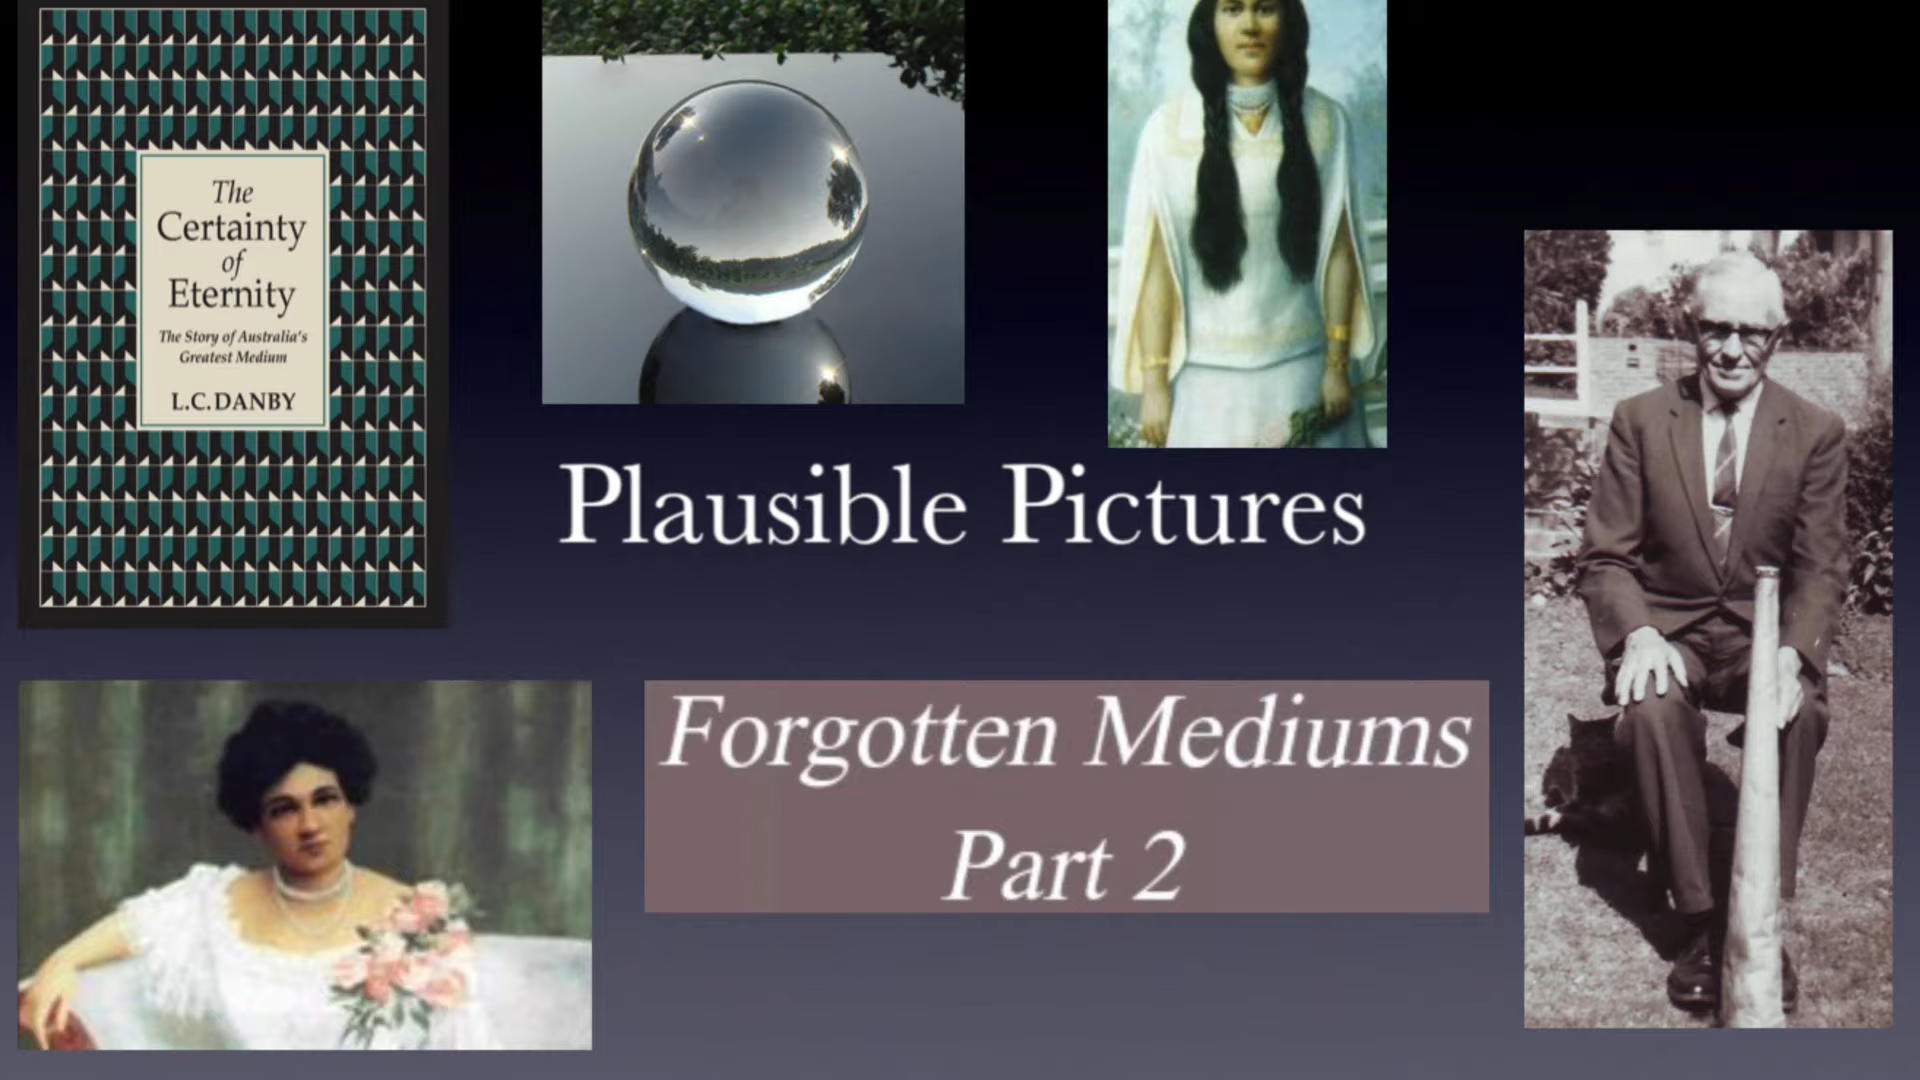 The
Certainty
of
Eternity
The Story of Australia's
Greatest Medium
L.C.DANBY
Plausible Pictures
Forgotten Mediums
Part 2